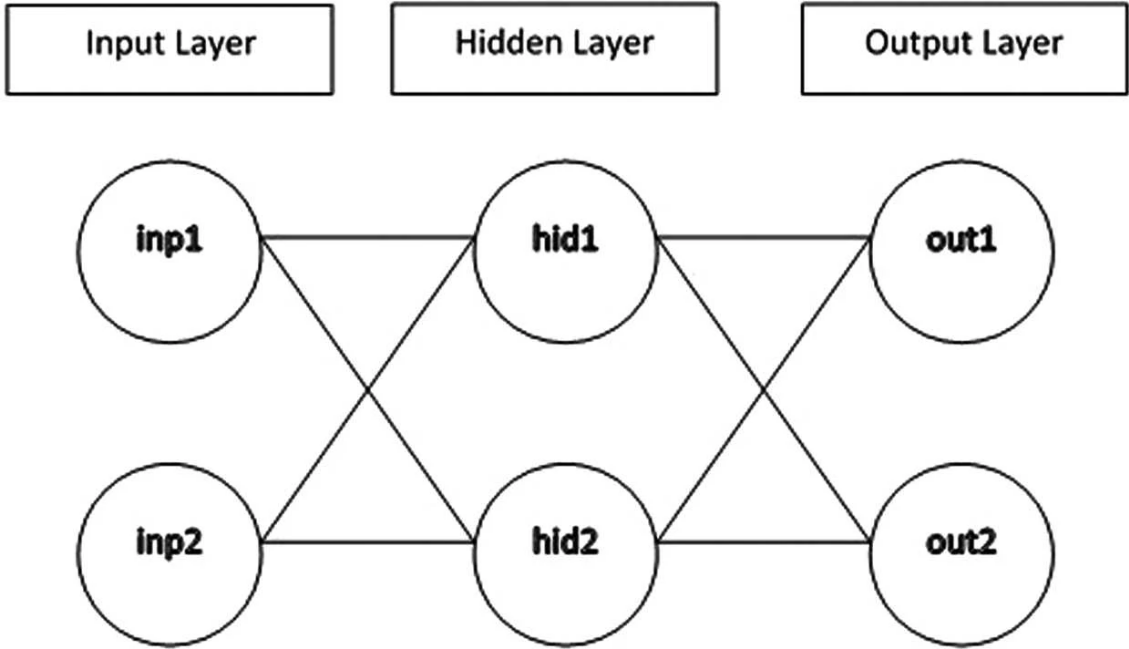 Input Layer
Hidden Layer
Output Layer
inp1
hid1
out1
inp2
hid2
out2